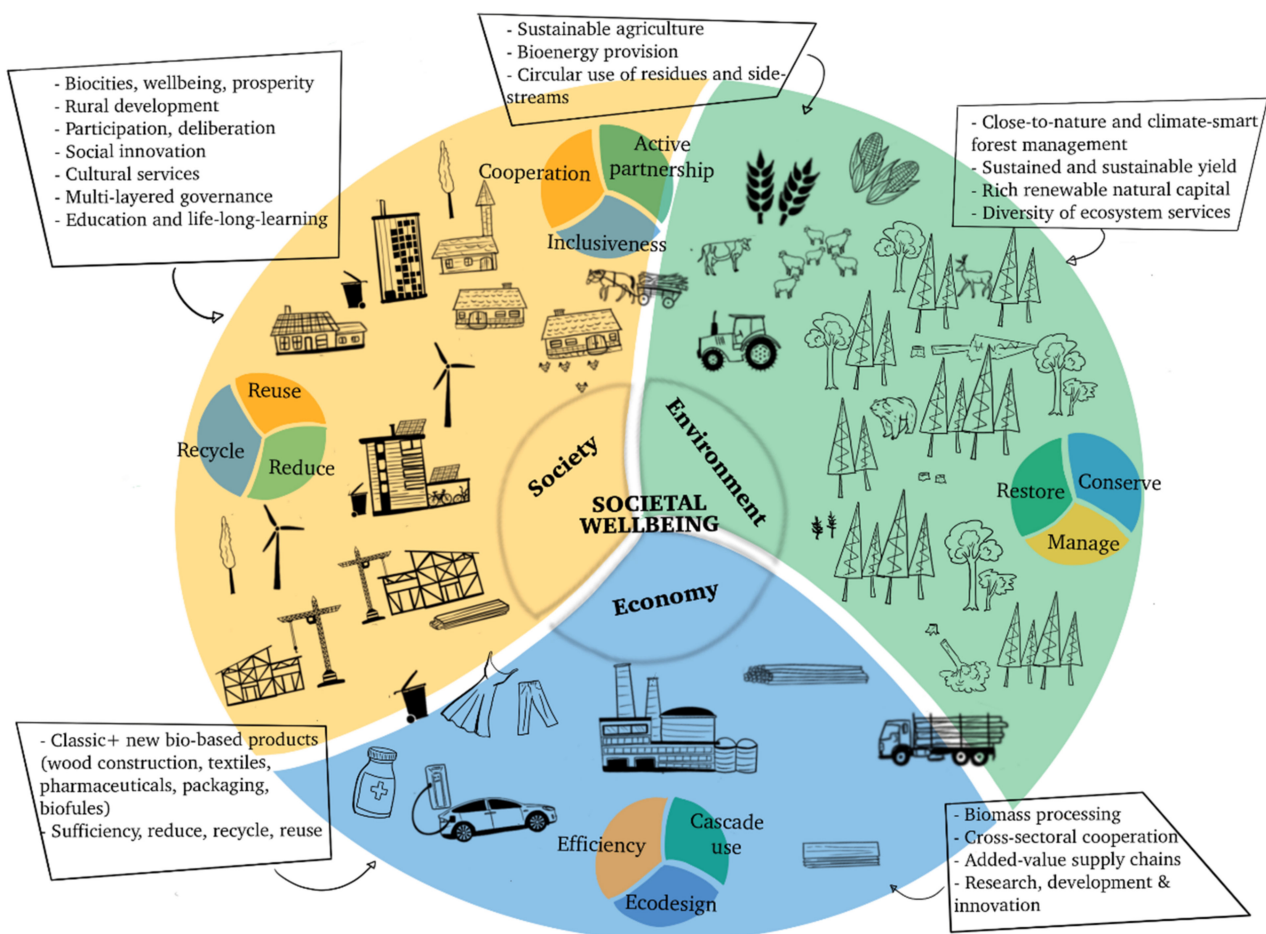 - Sustainable agriculture
- Bioenergy provision
- Circular use of residues and side-
streams
- Biocities, wellbeing, prosperity
- Rural development
- Participation, deliberation
- Social innovation
- Cultural services
- Multi-layered governance
- Education and life-long-learning
- Close-to-nature and climate-smart
forest management
- Sustained and sustainable yield
- Rich renewable natural capital
- Diversity of ecosystem services
Cooperation
Active
partnership
Inclusiveness
Reuse
Recycle
Reduce
Restore
Conserve
Manage
Society
Environment
SOCIETAL
WELLBEING
Economy
- Classic+ new bio-based products
(wood construction, textiles,
pharmaceuticals, packaging,
biofules)
- Sufficiency, reduce, recycle, reuse
Efficiency
Cascade
use
Ecodesign
- Biomass processing
- Cross-sectoral cooperation
- Added-value supply chains
- Research, development &
innovation